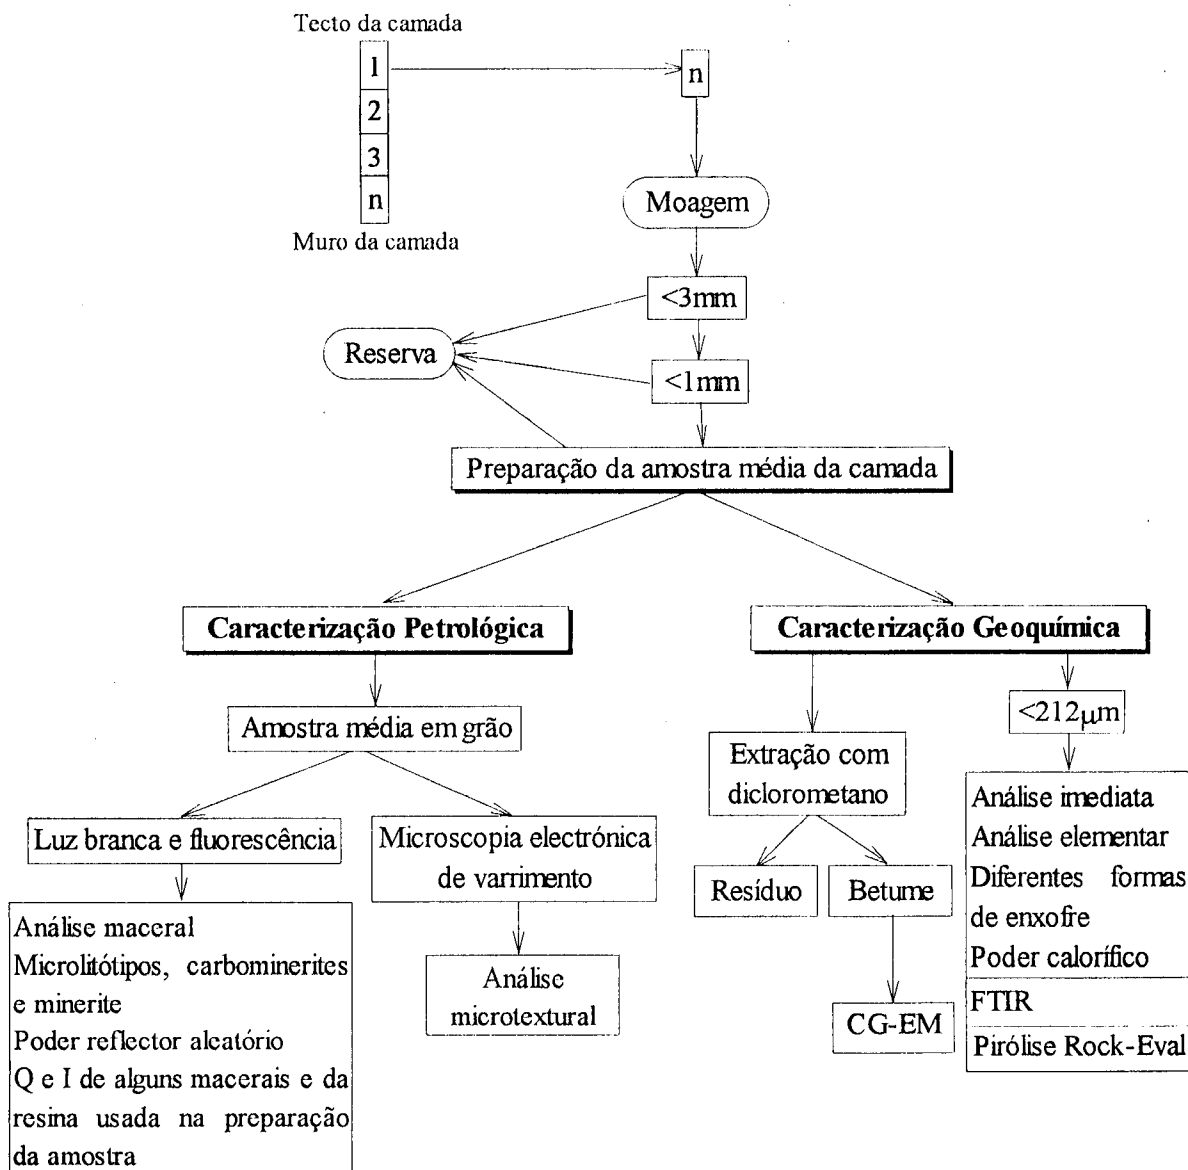 Tecto da camada
1
n
2
3
n
Muro da camada
Moagem
<3mm
Reserva
<1mm
Preparação da amostra média da camada
Caracterização Petrológica
Caracterização Geoquímica
Amostra média em grão
<212μm
Extração com
diclorometano
Luz branca e fluorescência
Microscopia electrónica
de varrimento
Resíduo
Betume
Análise imediata
Análise elementar
Diferentes formas
de enxofre
Poder calorífico
FTIR
Pirólise Rock-Eval
Análise maceral
Microlitótipos, carbominerites
e minerite
Poder reflector aleatório
Q e I de alguns macerais e da
resina usada na preparação
da amostra
Análise
microtextural
CG-EM